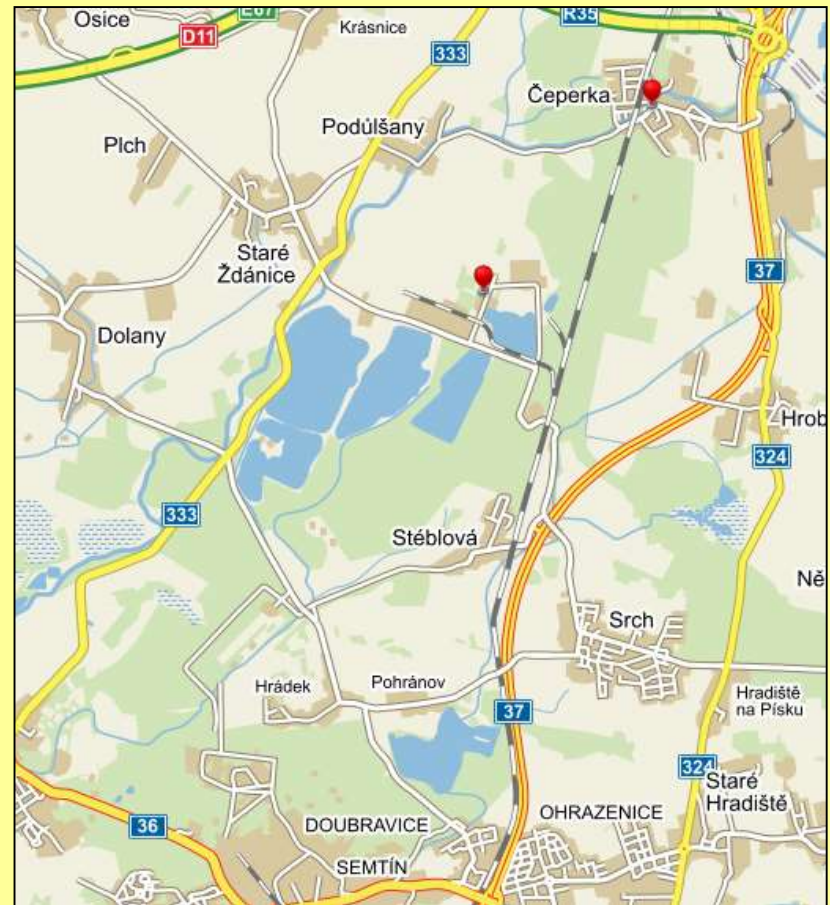 Osice
D11
E67
Krásnice
333
R35
Čeperka
Podůlšany
Plch
Staré
Ždánice
37
Dolany
Hrob
324
333
Stéblová
Ně
Srch
Hrádek
Pohránov
Hradiště
na Písku
37
324
Staré
Hradiště
36
DOUBRAVICE
OHRAZENICE
SEMTÍN